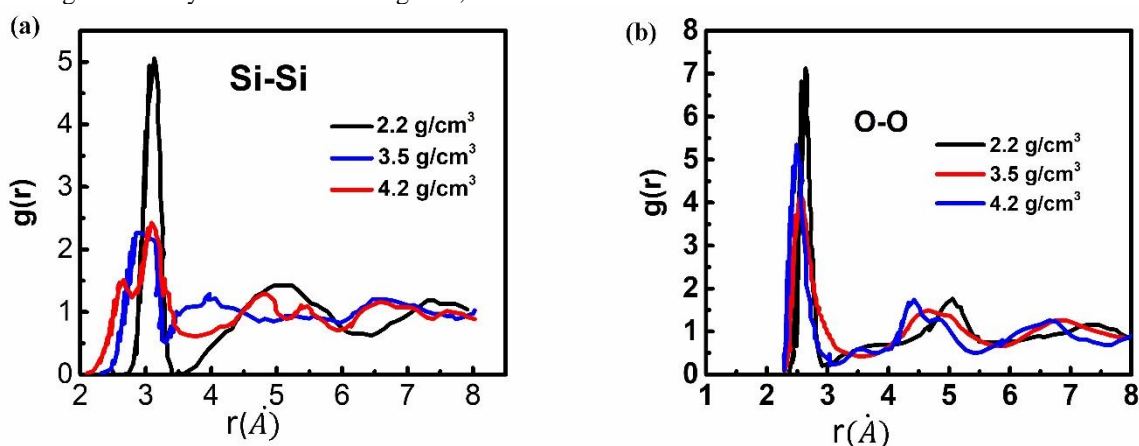 (a)
Si-Si
2.2 g/cm³
3.5 g/cm³
4.2 g/cm³
g(r)
5
4
3
2
1
0
2 3 4 5 6 7 8
r(Ȧ)
(b)
O-O
2.2 g/cm³
3.5 g/cm³
4.2 g/cm³
g(r)
8
7
6
5
4
3
2
1
0
1 2 3 4 5 6 7 8
r(Ȧ)